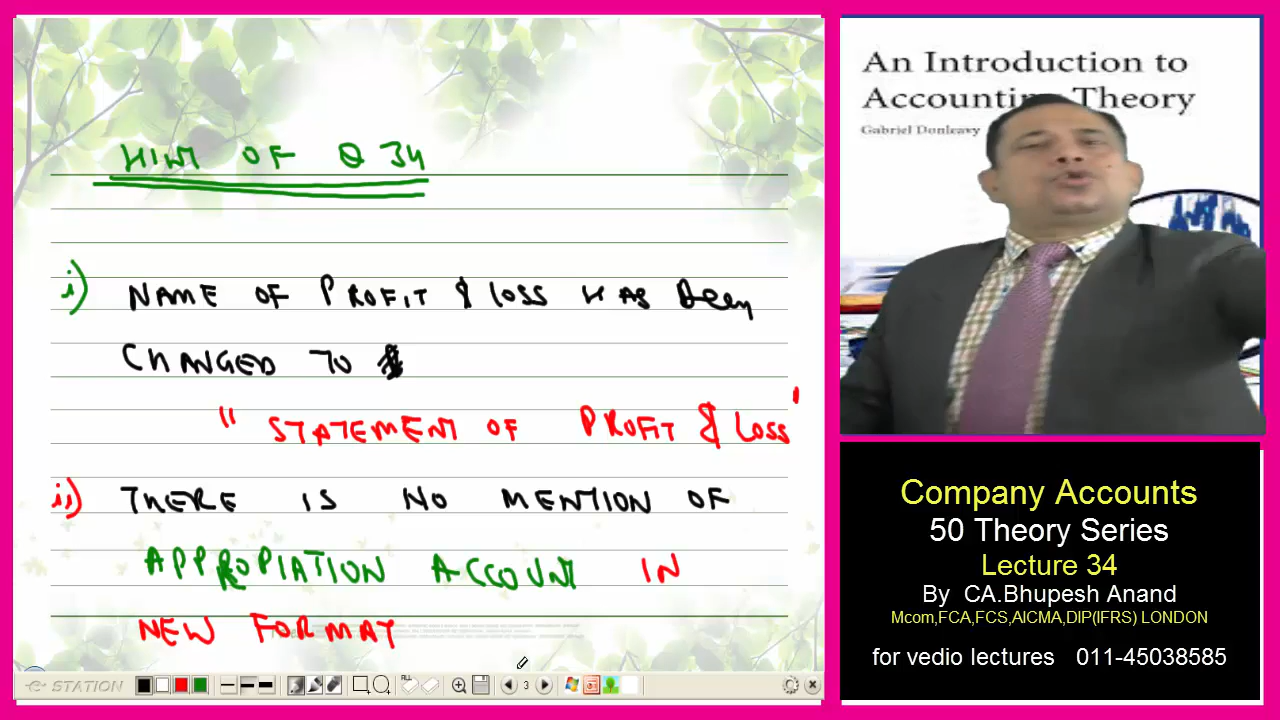 HINT OF Q 34
i) NAME OF PROFIT & LOSS HAS Been
CHANGED TO
" STATEMENT OF PROFIT & LOSS "
ii) THERE IS NO MENTION OF
APPROPIATION ACCOUNT IN
NEW FORMAT
e-STATION
3
An Introduction to
Accounting Theory
Gabriel Donleavy
Company Accounts
50 Theory Series
Lecture 34
By CA.Bhupesh Anand
Mcom,FCA,FCS,AICMA,DIP(IFRS) LONDON
for vedio lectures 011-45038585